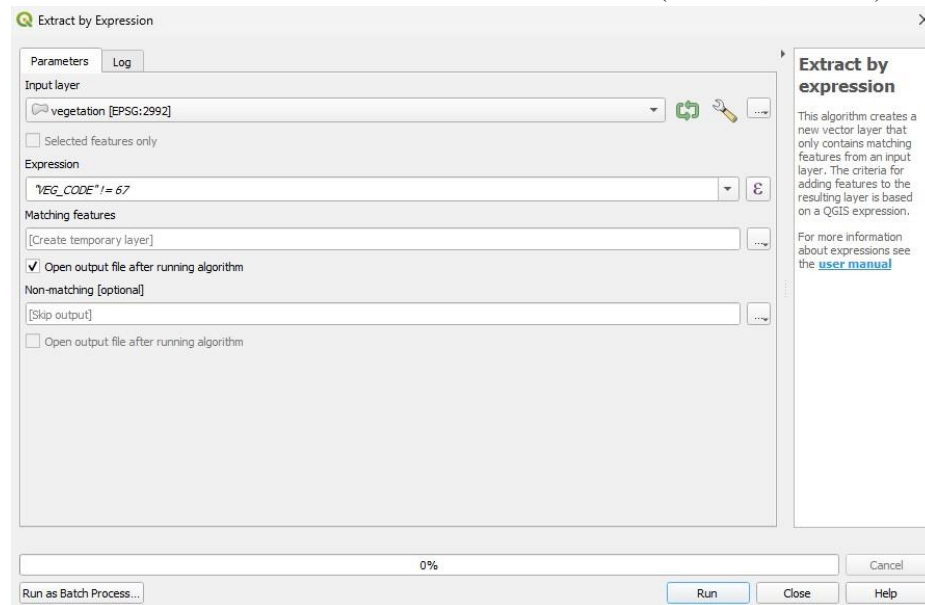 Extract by Expression
Parameters
Log
Input layer
vegetation [EPSG:2992]
Selected features only
Expression
"VEG_CODE" != 67
Matching features
[Create temporary layer]
Open output file after running algorithm
Non-matching [optional]
[Skip output]
Open output file after running algorithm
0%
Cancel
Run as Batch Process...
Run
Close
Help
Extract by
expression
This algorithm creates a
new vector layer that
only contains matching
features from an input
layer. The criteria for
adding features to the
resulting layer is based
on a QGIS expression.
For more information
about expressions see
the user manual